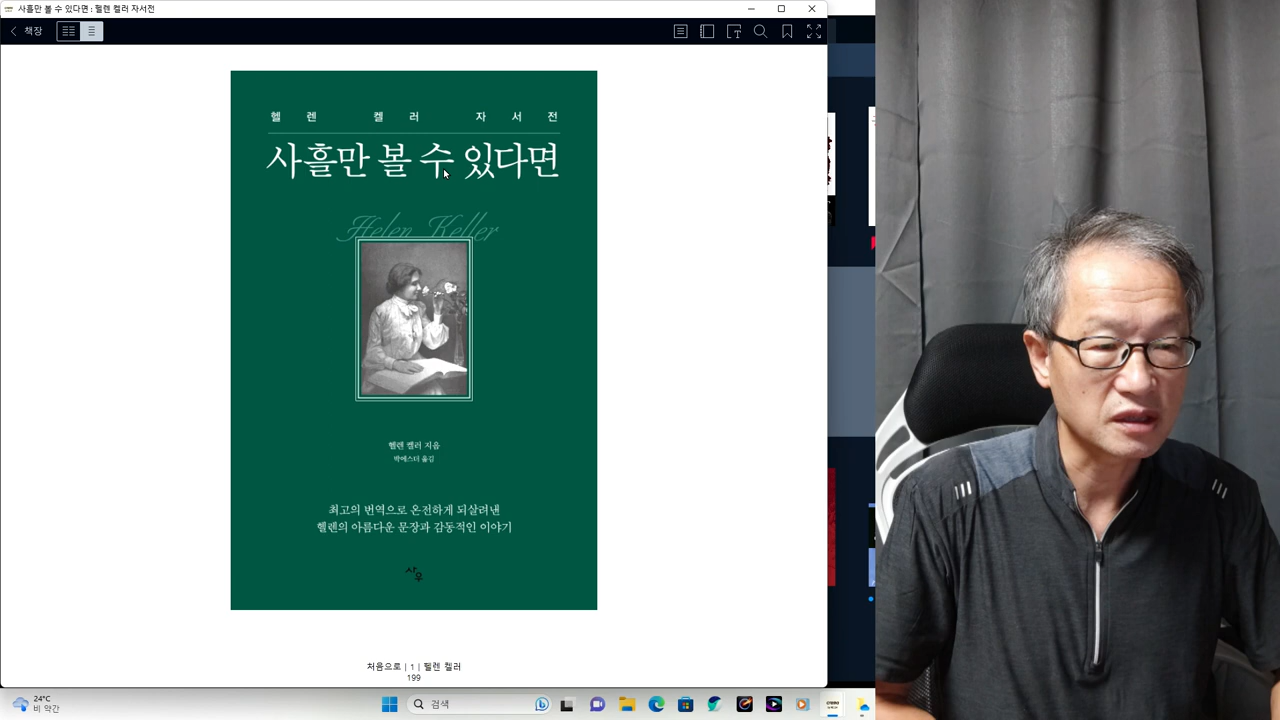 사흘만 볼 수 있다면 : 헬렌 켈러 자서전
책장
헬렌 켈러 자서전
사흘만 볼 수 있다면
Helen Keller
헬렌 켈러 지음
박에스더 옮김
최고의 번역으로 온전하게 되살려낸
헬렌의 아름다운 문장과 감동적인 이야기
사우
처음으로 | 1 | 헬렌 켈러
199
24°C
비 약간
검색